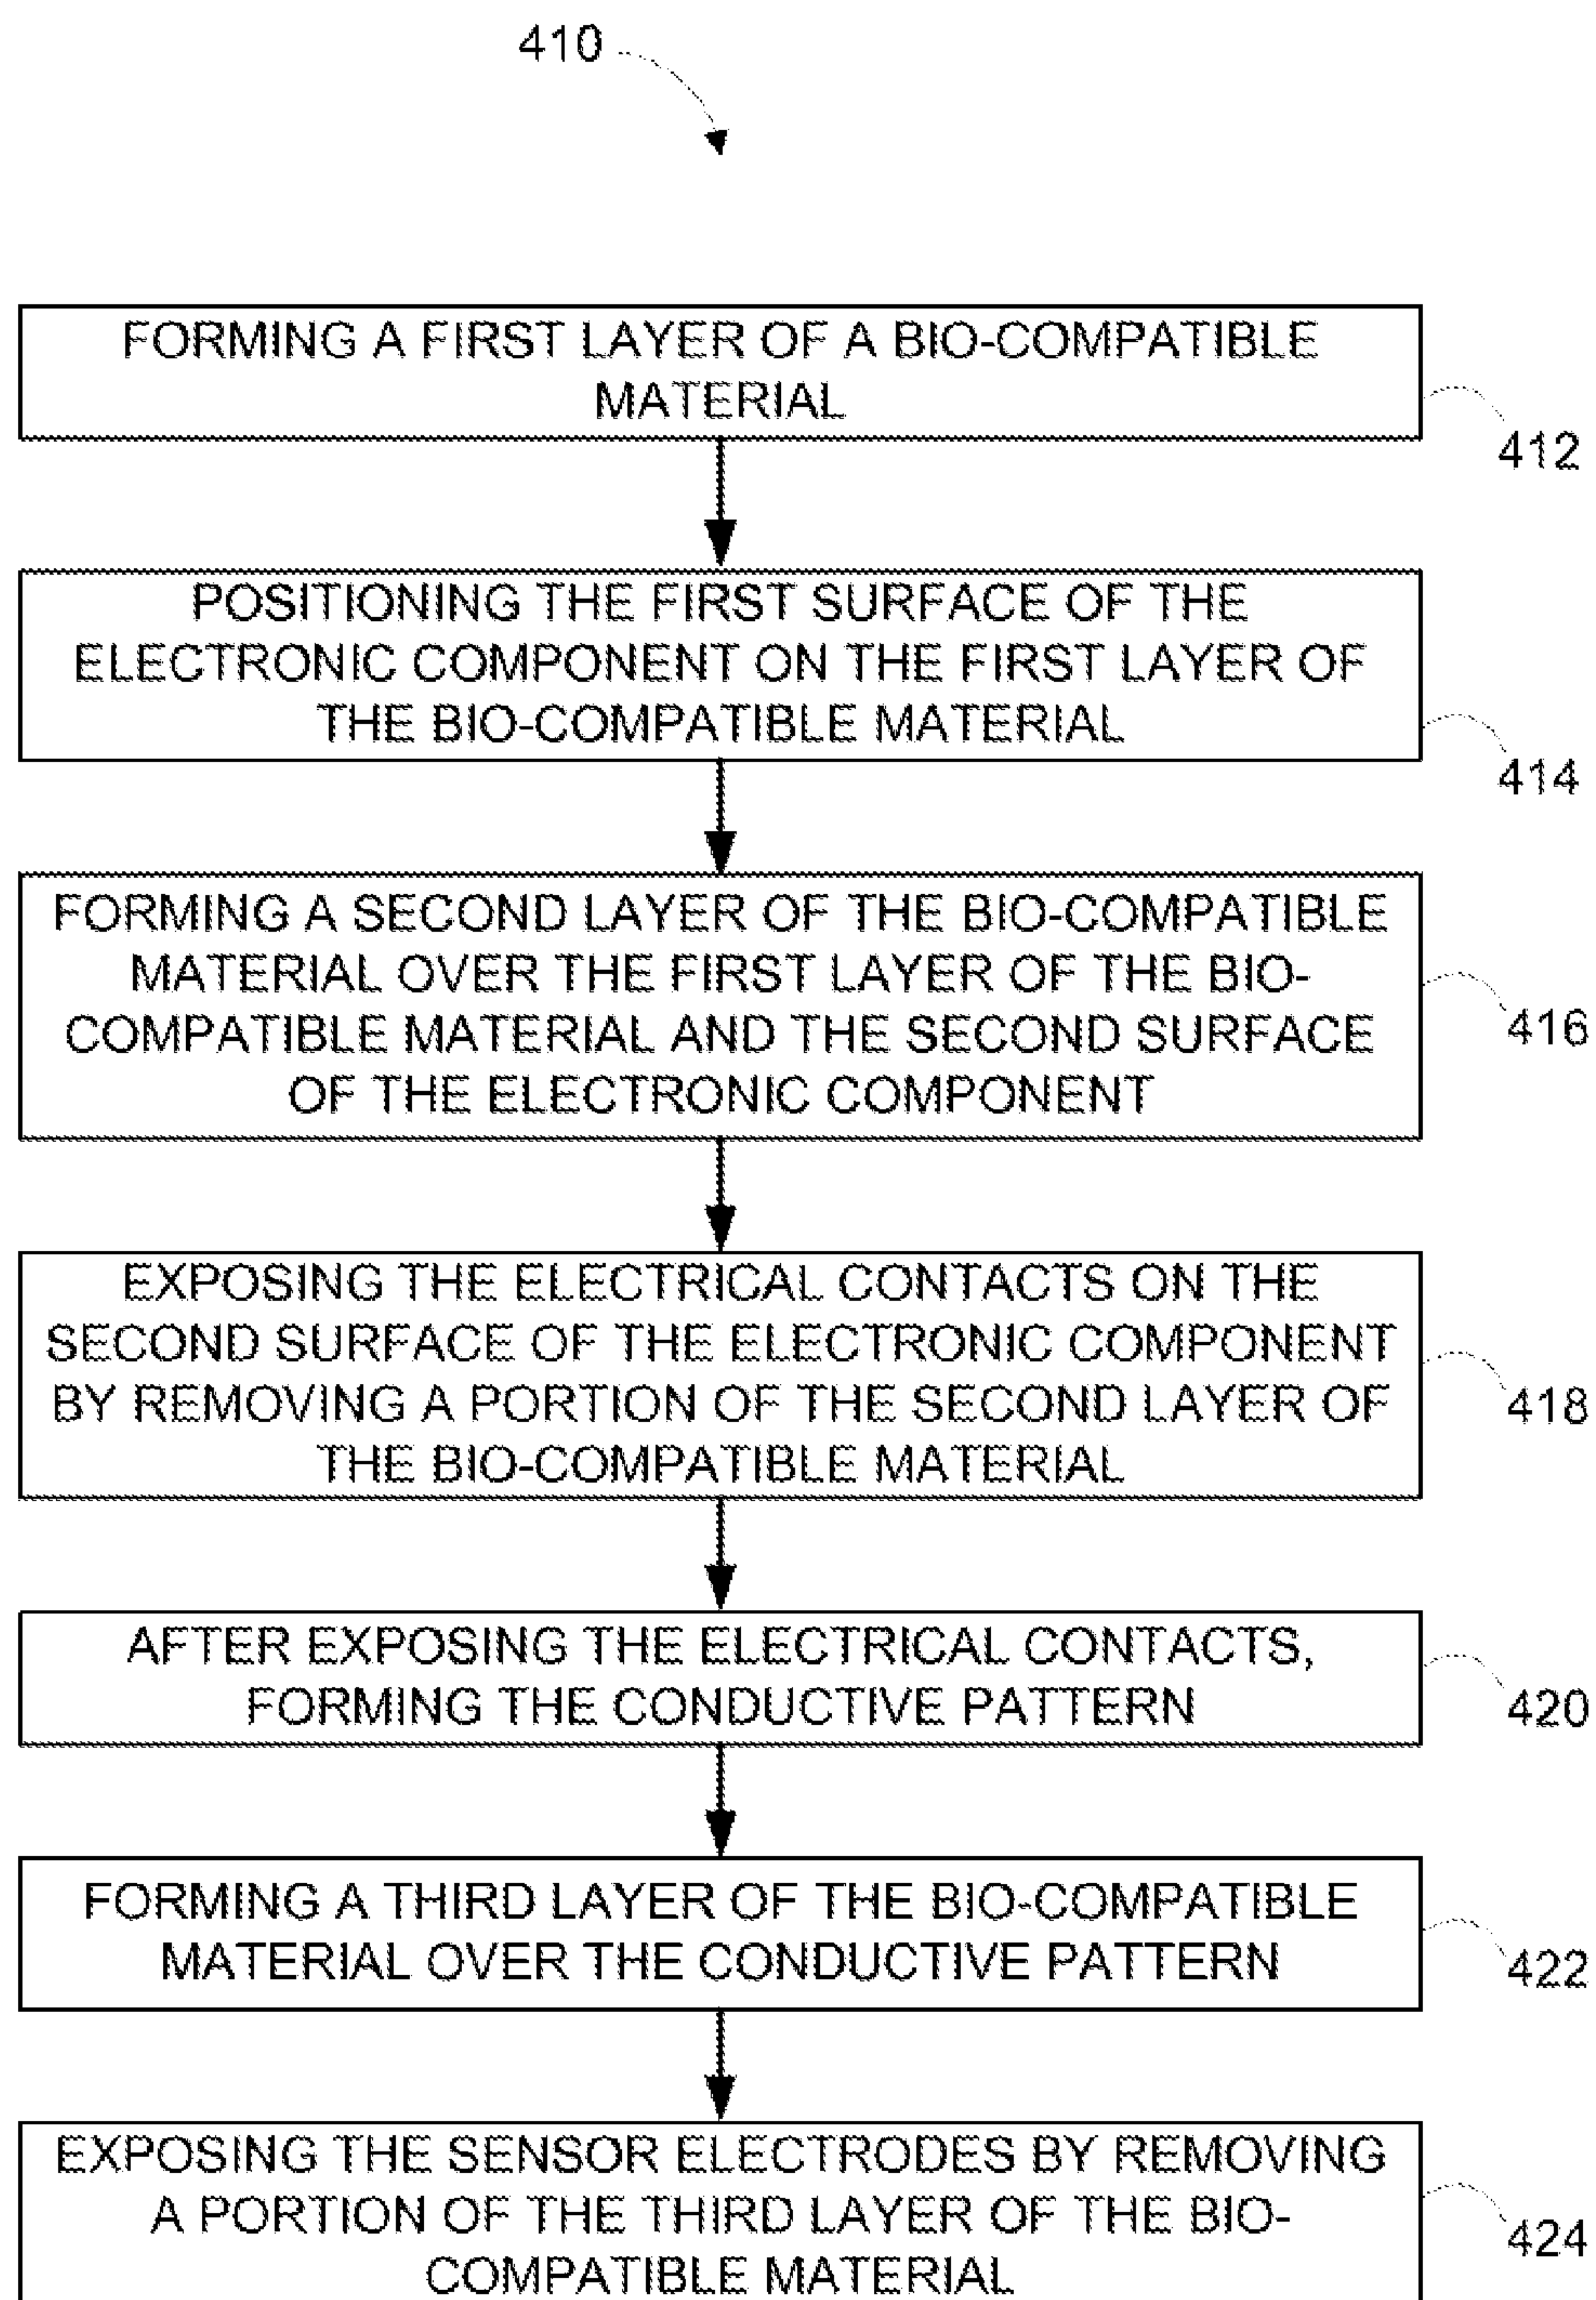 410
FORMING A FIRST LAYER OF A BIO-COMPATIBLE
MATERIAL
412
POSITIONING THE FIRST SURFACE OF THE
ELECTRONIC COMPONENT ON THE FIRST LAYER OF
THE BIO-COMPATIBLE MATERIAL
414
FORMING A SECOND LAYER OF THE BIO-COMPATIBLE
MATERIAL OVER THE FIRST LAYER OF THE BIO-
COMPATIBLE MATERIAL AND THE SECOND SURFACE
OF THE ELECTRONIC COMPONENT
416
EXPOSING THE ELECTRICAL CONTACTS ON THE
SECOND SURFACE OF THE ELECTRONIC COMPONENT
BY REMOVING A PORTION OF THE SECOND LAYER OF
THE BIO-COMPATIBLE MATERIAL
418
AFTER EXPOSING THE ELECTRICAL CONTACTS,
FORMING THE CONDUCTIVE PATTERN
420
FORMING A THIRD LAYER OF THE BIO-COMPATIBLE
MATERIAL OVER THE CONDUCTIVE PATTERN
422
EXPOSING THE SENSOR ELECTRODES BY REMOVING
A PORTION OF THE THIRD LAYER OF THE BIO-
COMPATIBLE MATERIAL
424